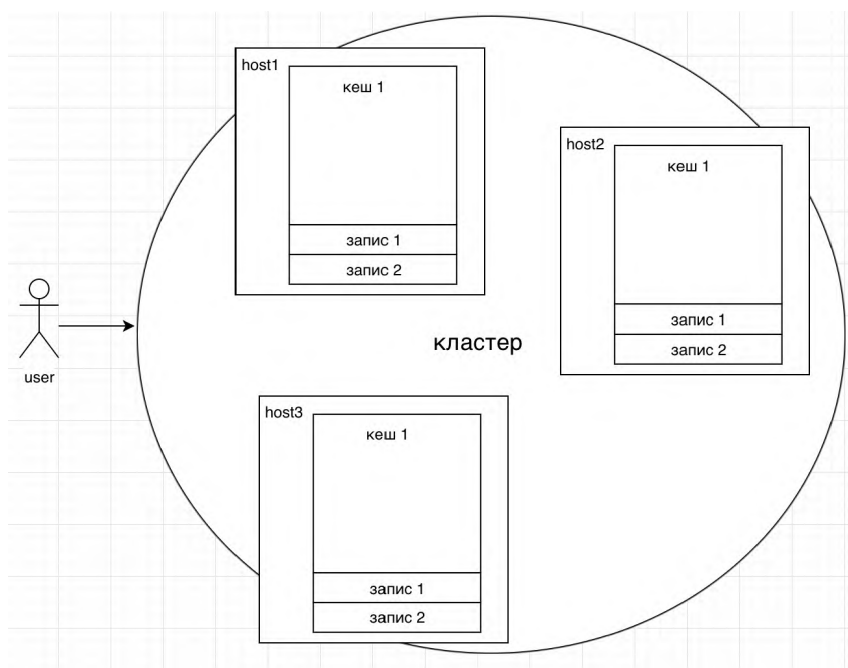 host1
кеш 1
запис 1
запис 2
host2
кеш 1
запис 1
запис 2
кластер
user
host3
кеш 1
запис 1
запис 2